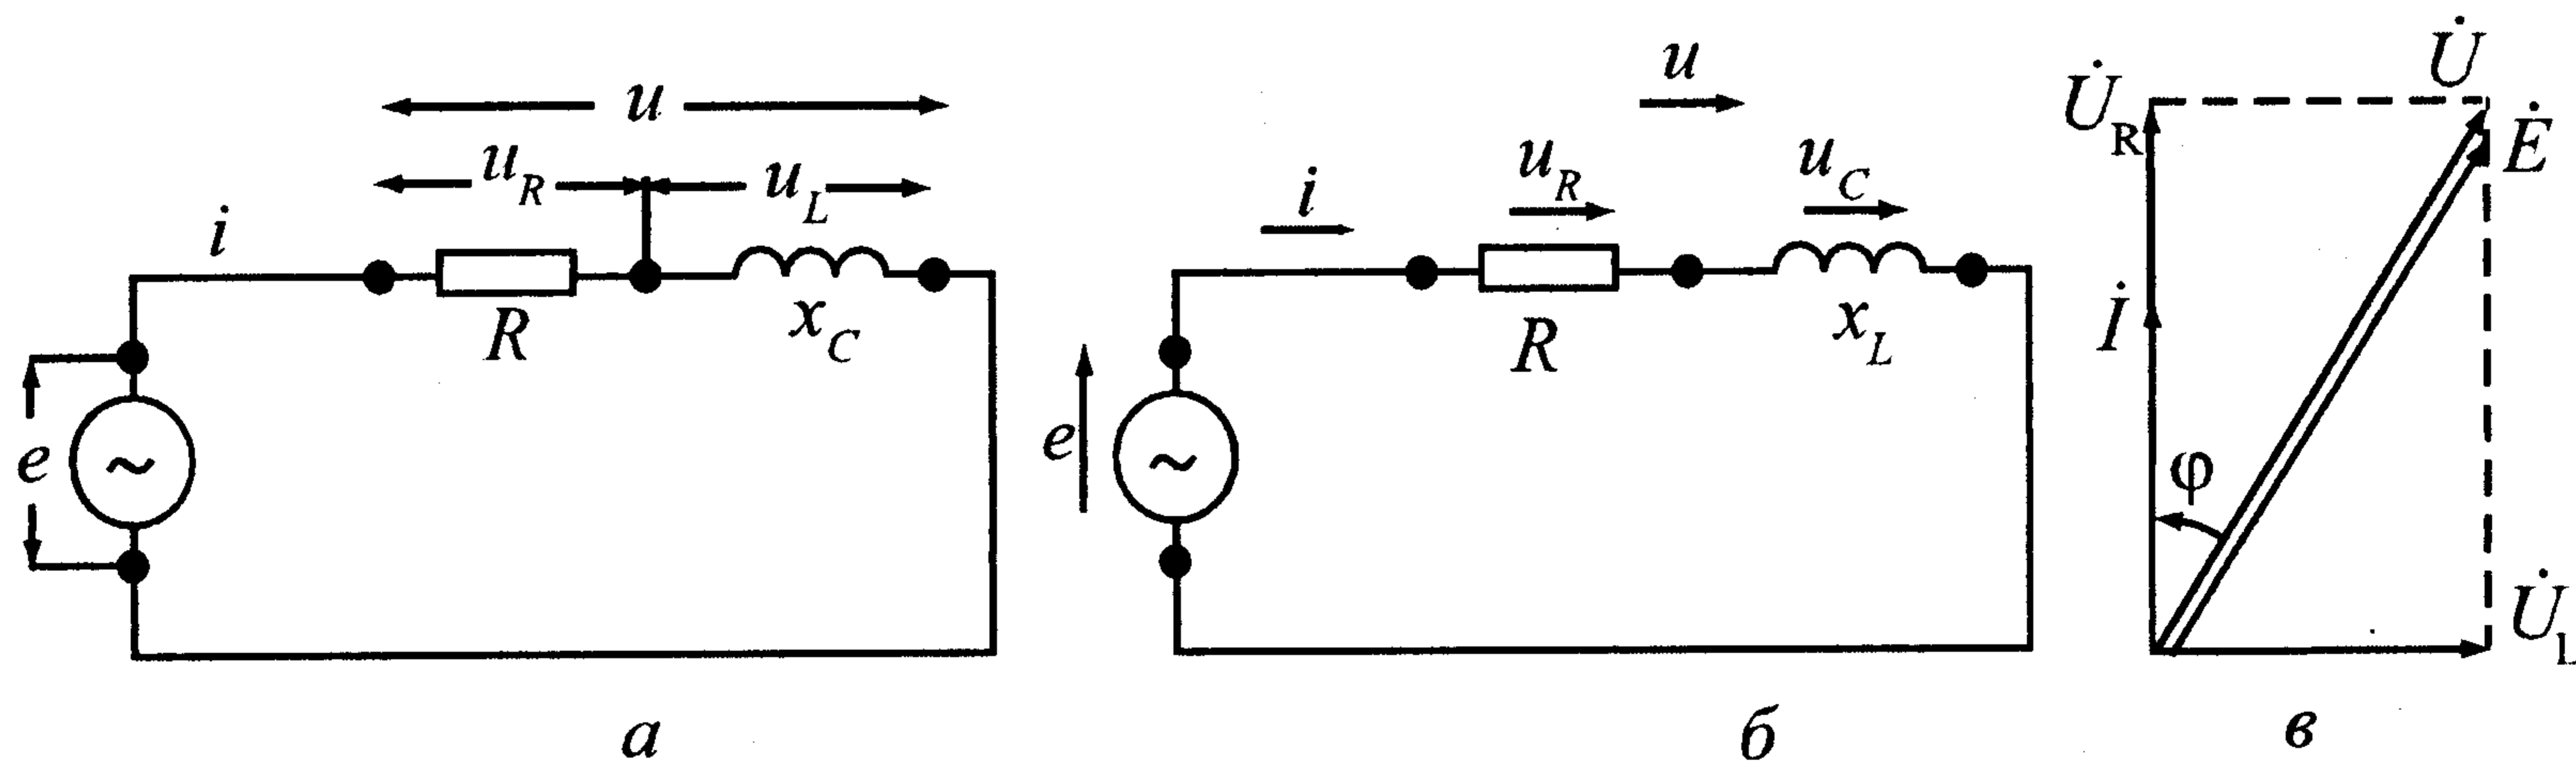 u
u_R u_L
i
R x_C
e
~
а
u
i u_R u_C
R x_L
e
~
б
U̇
U̇_R Ė
İ
φ
U̇_L
в